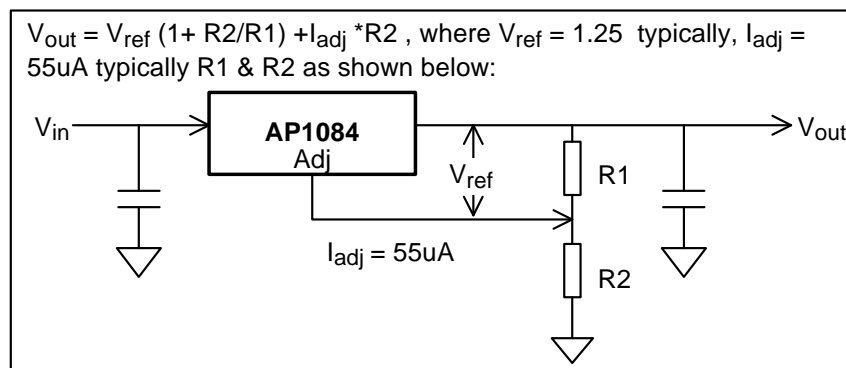 Vout = Vref (1+ R2/R1) +Iadj *R2 , where Vref = 1.25 typically, Iadj =
55uA typically R1 & R2 as shown below:
Vin
AP1084
Adj
Vout
Vref
R1
Iadj = 55uA
R2